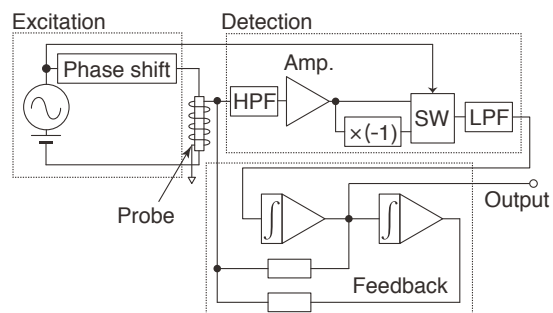 Excitation
Detection
Phase shift
Amp.
HPF
×(-1)
SW
LPF
Probe
∫
∫
Output
Feedback